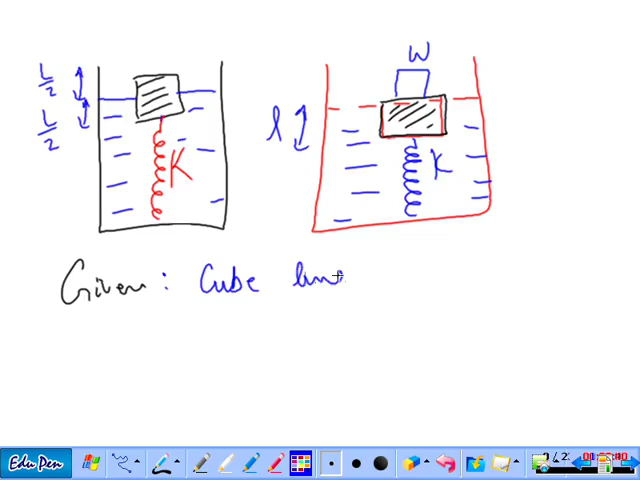 W
L/2
L/2
l
K
K
Given : Cube
Edu Pen